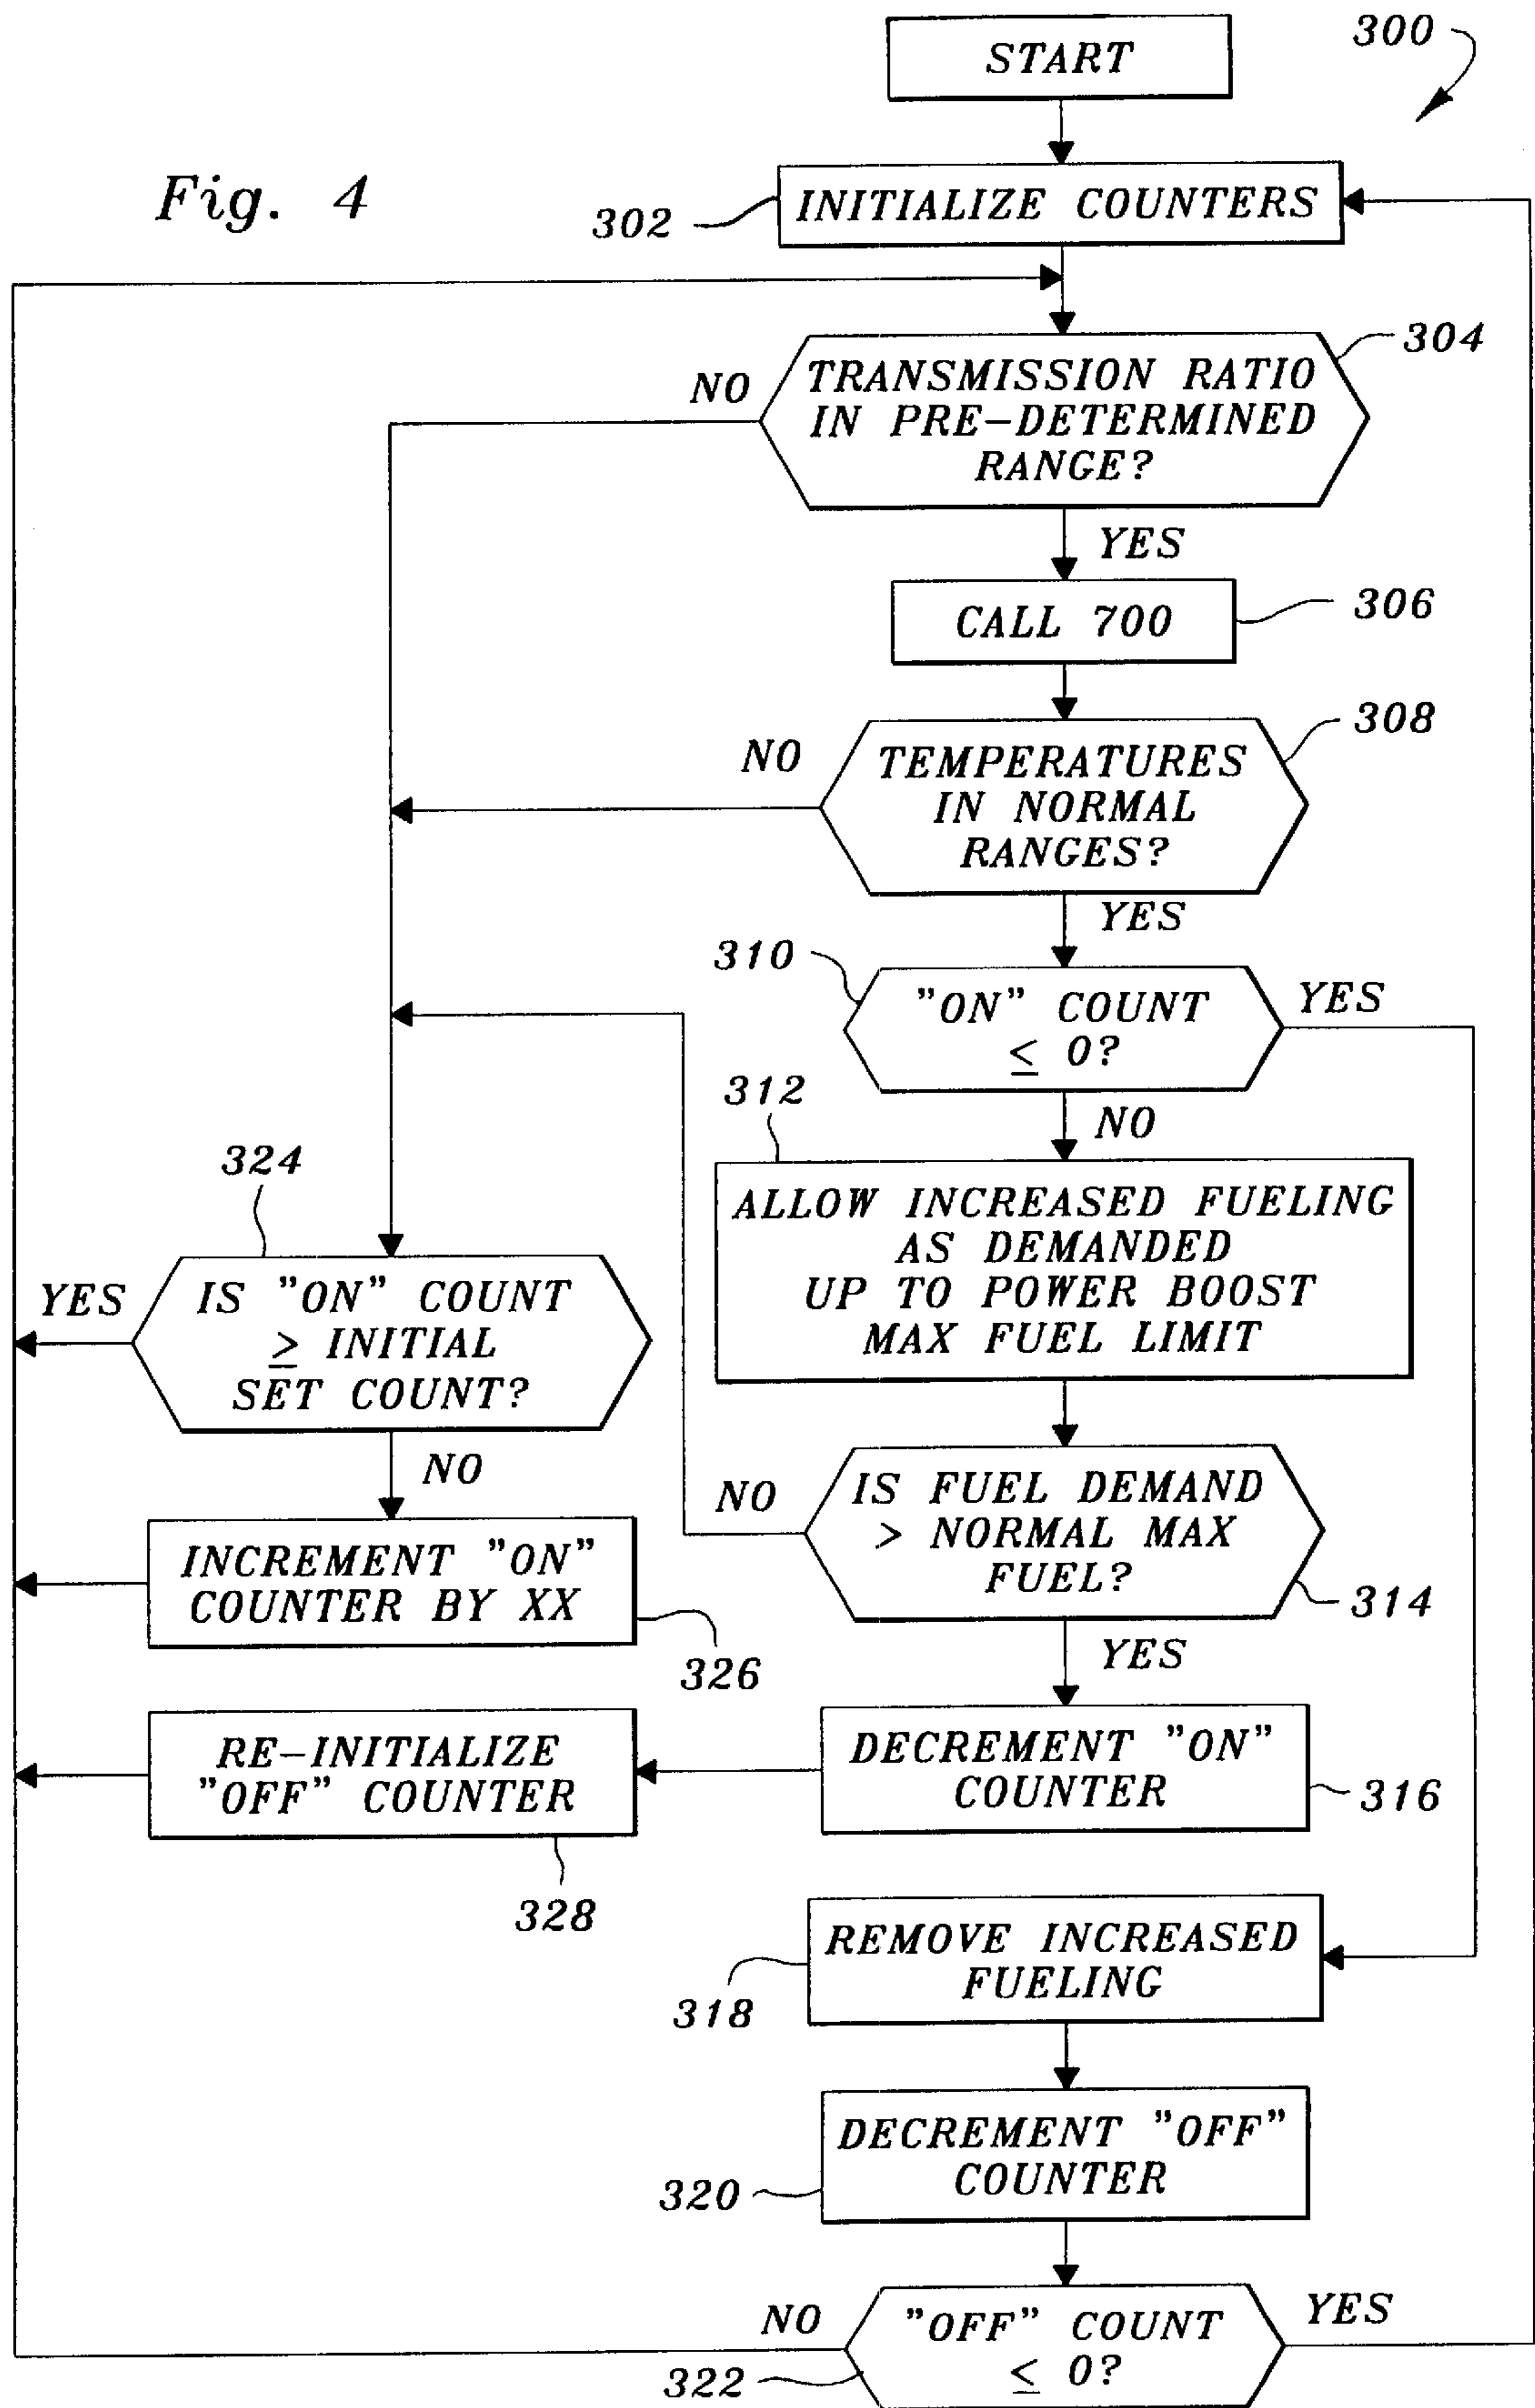 START
300
Fig. 4
302
INITIALIZE COUNTERS
304
TRANSMISSION RATIO
IN PRE-DETERMINED
RANGE?
NO
YES
CALL 700
306
308
TEMPERATURES
IN NORMAL
RANGES?
NO
YES
310
"ON" COUNT
≤ 0?
YES
NO
312
ALLOW INCREASED FUELING
AS DEMANDED
UP TO POWER BOOST
MAX FUEL LIMIT
324
IS "ON" COUNT
≥ INITIAL
SET COUNT?
YES
NO
IS FUEL DEMAND
> NORMAL MAX
FUEL?
NO
314
YES
INCREMENT "ON"
COUNTER BY XX
326
DECREMENT "ON"
COUNTER
316
RE-INITIALIZE
"OFF" COUNTER
328
REMOVE INCREASED
FUELING
318
DECREMENT "OFF"
COUNTER
320
"OFF" COUNT
≤ 0?
NO
YES
322